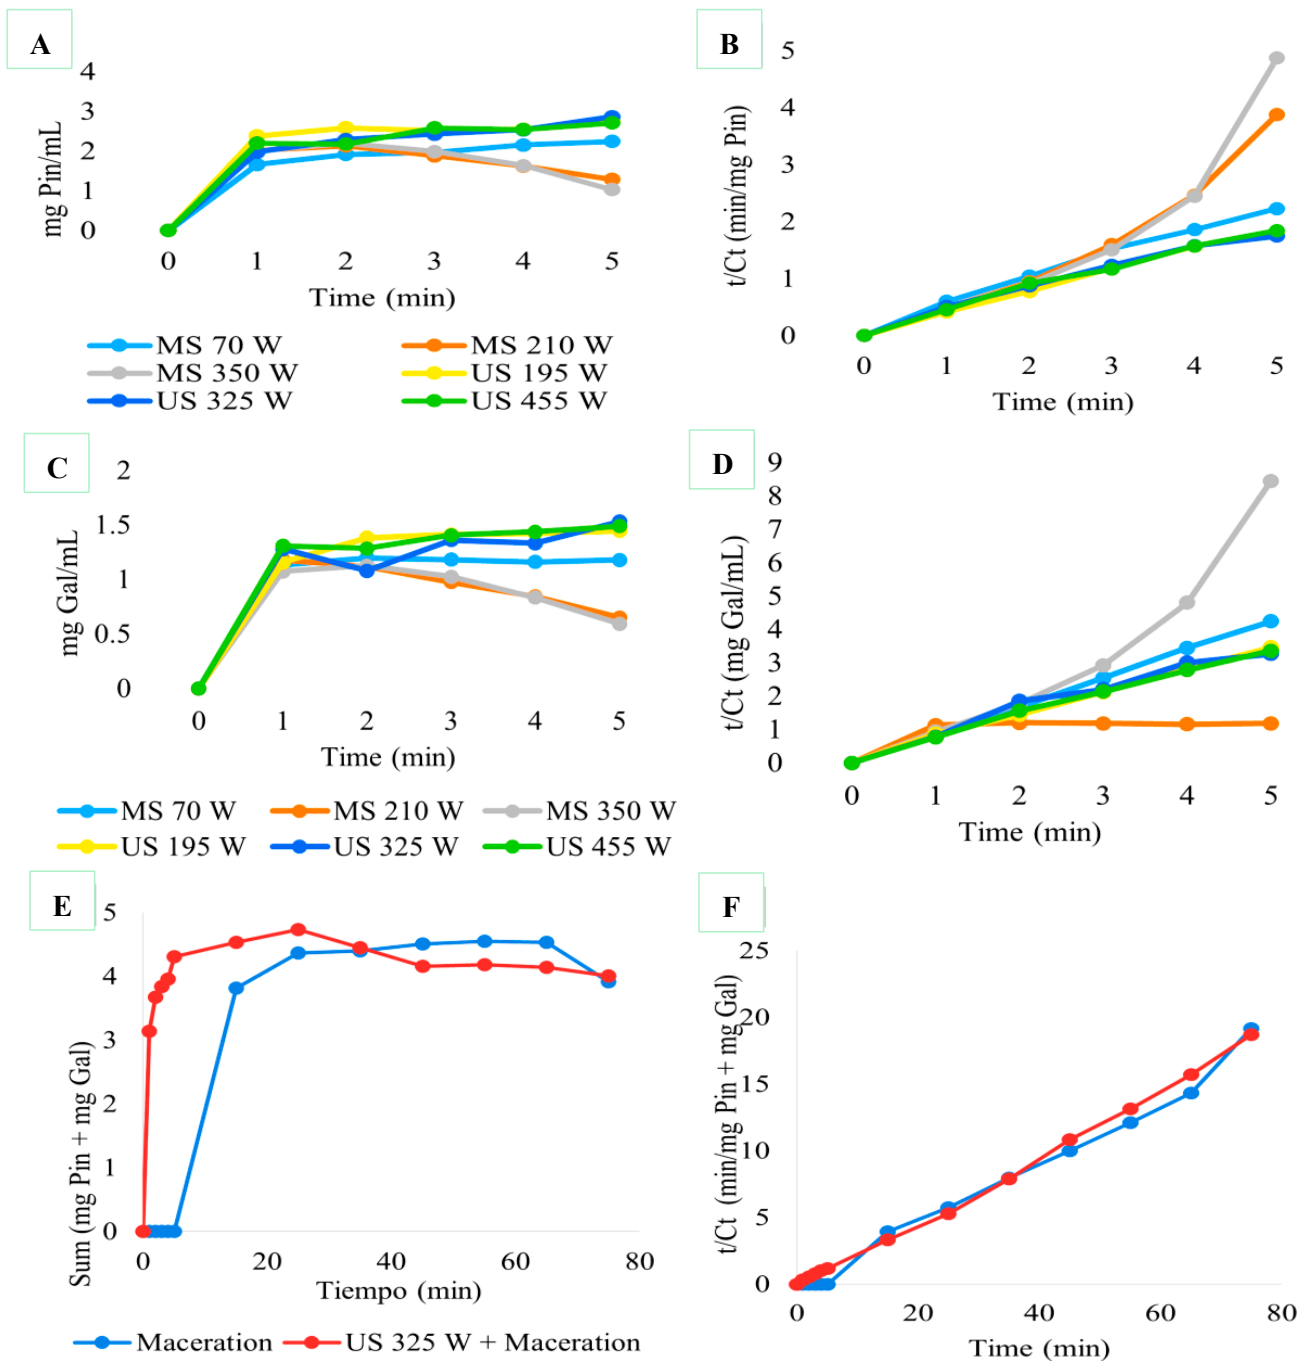 A
4
3
2
1
0
mg Pin/mL
0 1 2 3 4 5
Time (min)
MS 70 W MS 210 W
MS 350 W US 195 W
US 325 W US 455 W
B
5
4
3
2
1
0
t/Ct (min/mg Pin)
0 1 2 3 4 5
Time (min)
C
2
1.5
1
0.5
0
mg Gal/mL
0 1 2 3 4 5
Time (min)
MS 70 W MS 210 W MS 350 W
US 195 W US 325 W US 455 W
D
9
8
7
6
5
4
3
2
1
0
t/Ct (mg Gal/mL)
0 1 2 3 4 5
Time (min)
E
5
4
3
2
1
0
Sum (mg Pin + mg Gal)
0 20 40 60 80
Tiempo (min)
Maceration US 325 W + Maceration
F
25
20
15
10
5
0
t/Ct (min/mg Pin + mg Gal)
0 20 40 60 80
Time (min)